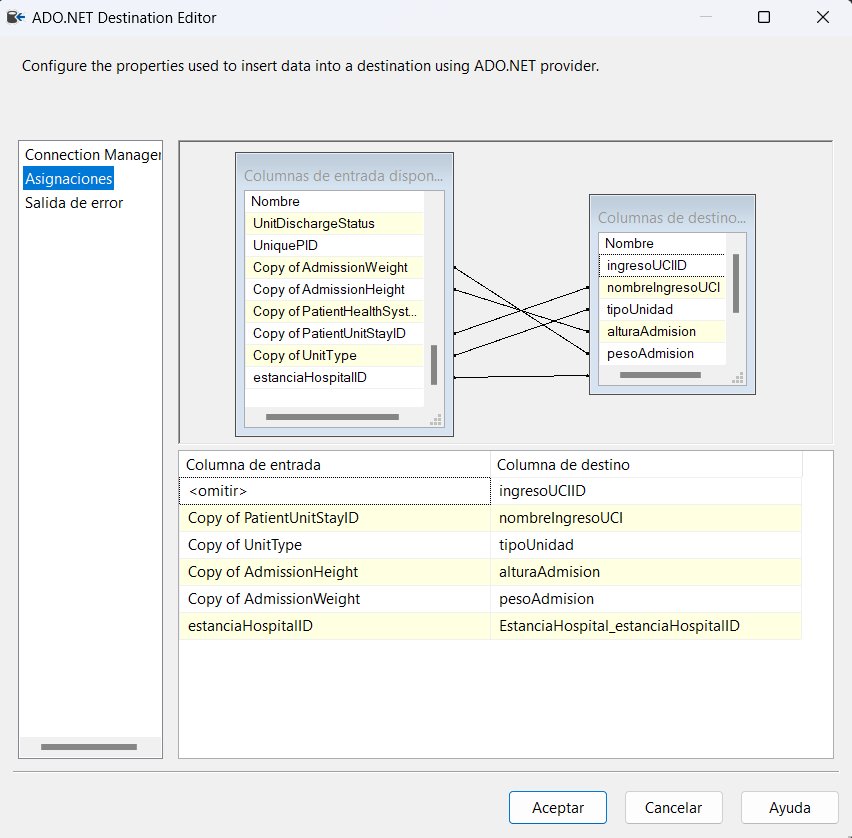 ADO.NET Destination Editor
Configure the properties used to insert data into a destination using ADO.NET provider.
Connection Manager
Asignaciones
Salida de error
Columnas de entrada dispon...
Nombre
UnitDischargeStatus
UniquePID
Copy of AdmissionWeight
Copy of AdmissionHeight
Copy of PatientHealthSyst...
Copy of PatientUnitStayID
Copy of UnitType
estanciaHospitalID
Columnas de destino...
Nombre
ingresoUCIID
nombreIngresoUCI
tipoUnidad
alturaAdmision
pesoAdmision
Columna de entrada Columna de destino
<omitir> ingresoUCIID
Copy of PatientUnitStayID nombreIngresoUCI
Copy of UnitType tipoUnidad
Copy of AdmissionHeight alturaAdmision
Copy of AdmissionWeight pesoAdmision
estanciaHospitalID EstanciaHospital_estanciaHospitalID
Aceptar Cancelar Ayuda